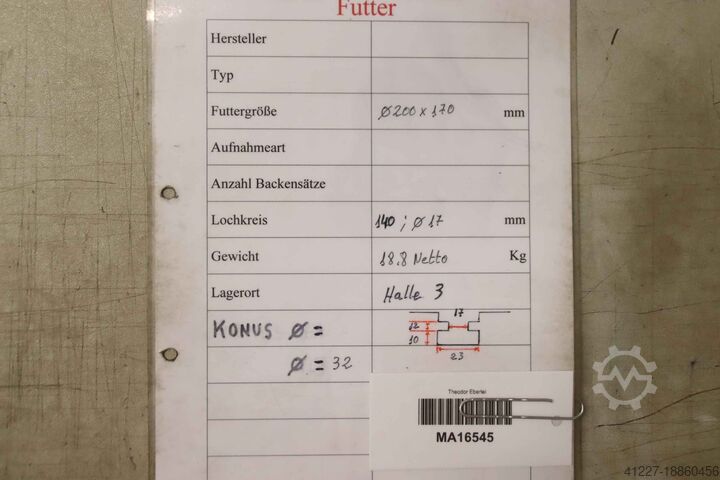 Futter
Hersteller
Typ
Futtergröße Ø200 x 170 mm
Aufnahmeart
Anzahl Backensätze
Lochkreis 140 ; Ø 17 mm
Gewicht 18.8 Netto Kg
Lagerort Halle 3
KONUS Ø =
Ø = 32
17
12
10
23
Theodor Eberlei
MA16545
41227-18860456